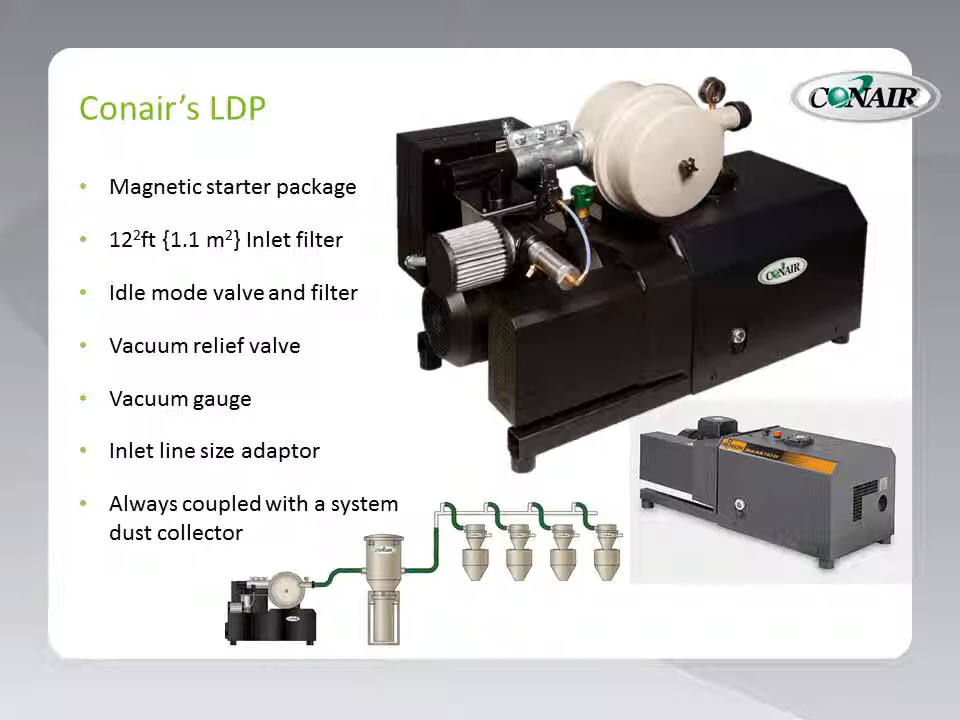 Conair’s LDP
CONAIR
• Magnetic starter package
• 12²ft {1.1 m²} Inlet filter
• Idle mode valve and filter
• Vacuum relief valve
• Vacuum gauge
• Inlet line size adaptor
• Always coupled with a system
dust collector
CONAIR
CONAIR